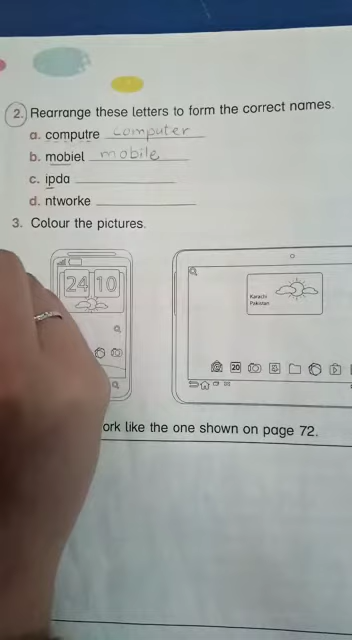 2. Rearrange these letters to form the correct names.
a. computre computer
b. mobiel mobile
c. ipda
d. ntworke
3. Colour the pictures.
24 10
Karachi
Pakistan
20
ork like the one shown on page 72.